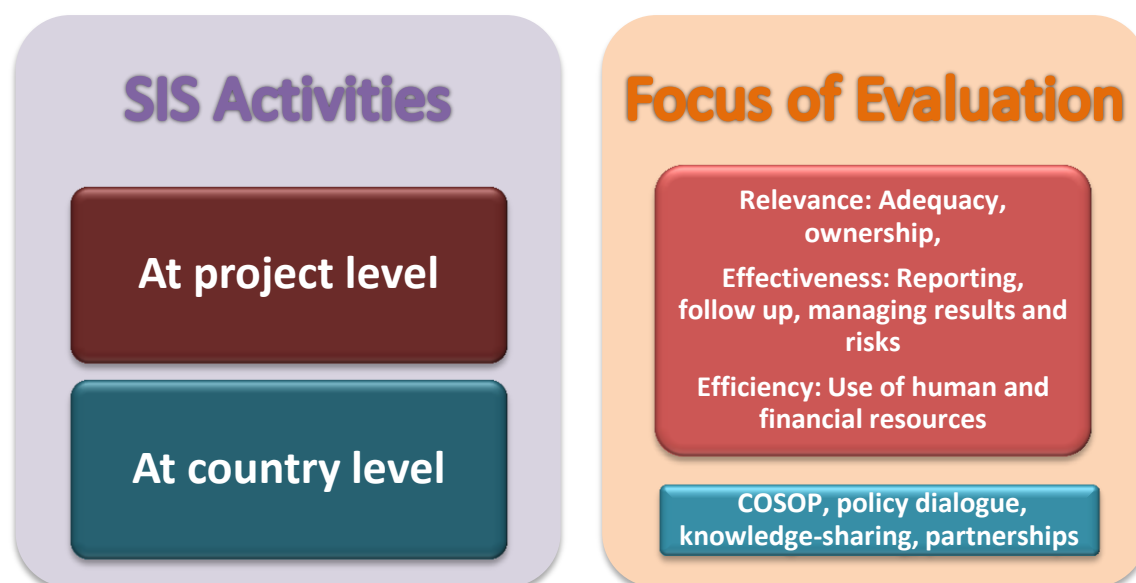 SIS Activities
At project level
At country level
Focus of Evaluation
Relevance: Adequacy,
ownership,
Effectiveness: Reporting,
follow up, managing results and
risks
Efficiency: Use of human and
financial resources
COSOP, policy dialogue,
knowledge-sharing, partnerships